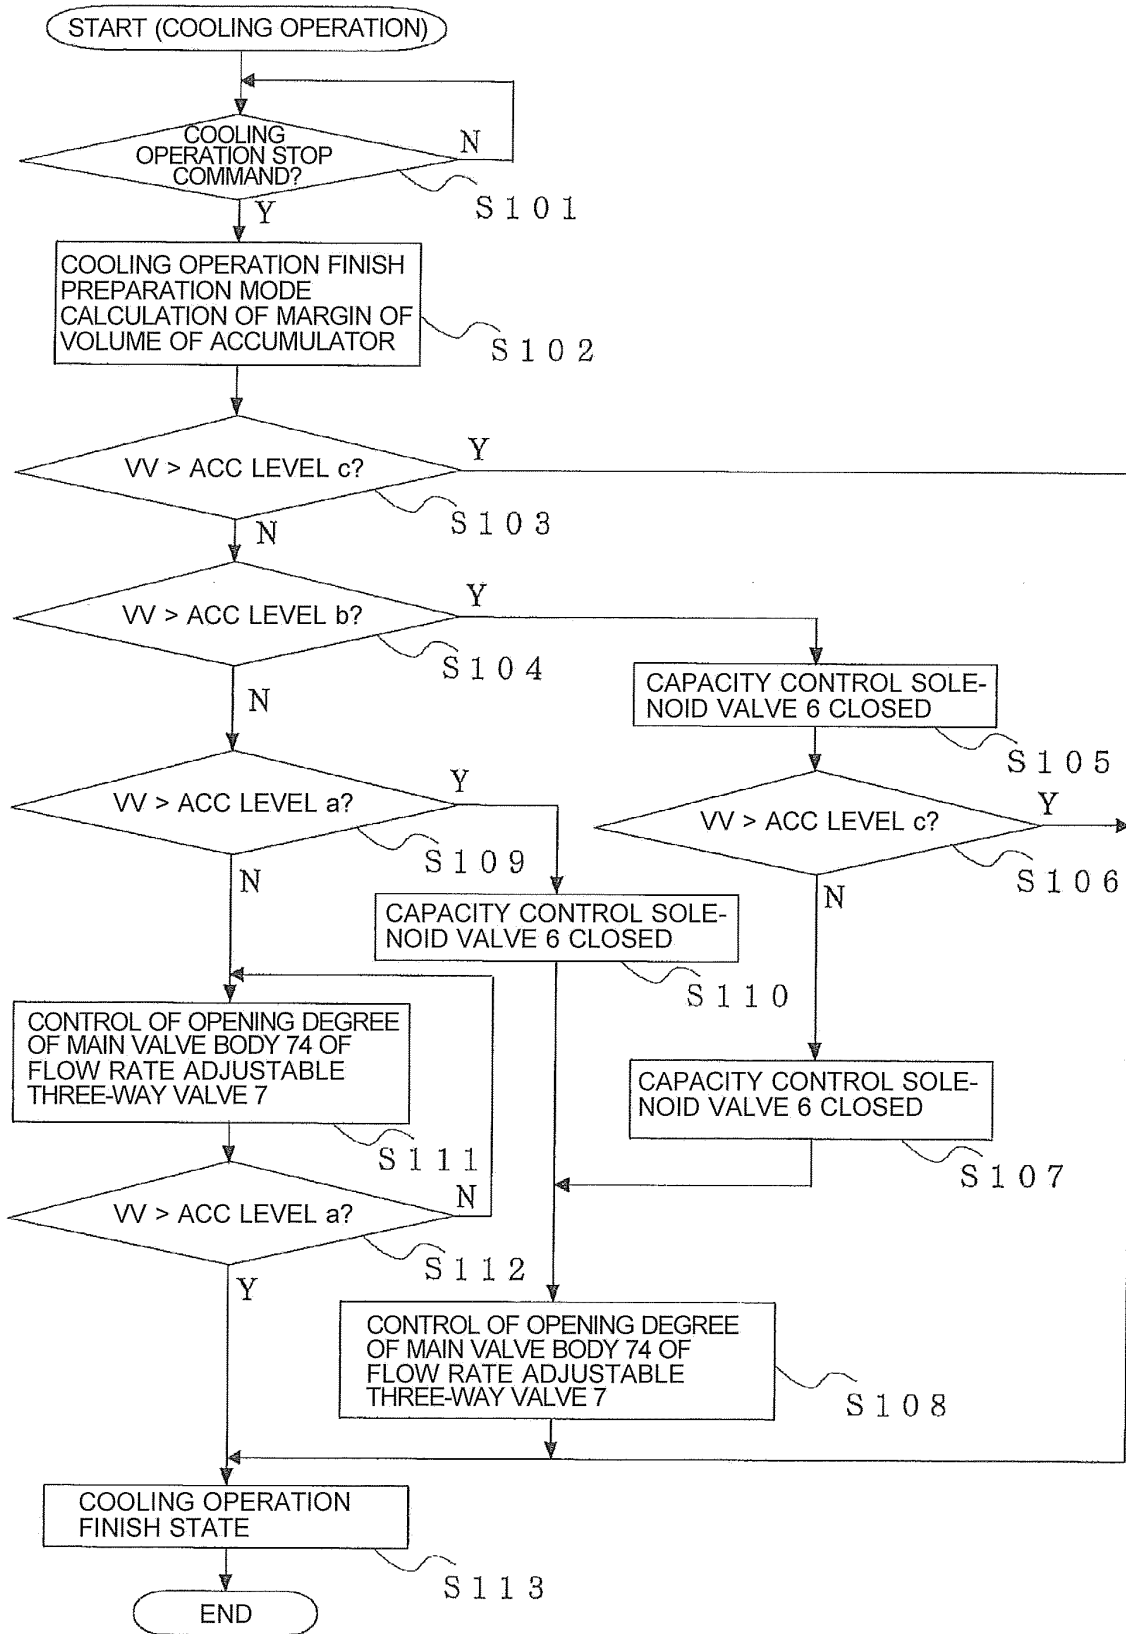 START (COOLING OPERATION)
COOLING
OPERATION STOP
COMMAND?
N
S101
Y
COOLING OPERATION FINISH
PREPARATION MODE
CALCULATION OF MARGIN OF
VOLUME OF ACCUMULATOR
S102
VV > ACC LEVEL c?
Y
S103
N
VV > ACC LEVEL b?
Y
S104
N
CAPACITY CONTROL SOLE-
NOID VALVE 6 CLOSED
S105
VV > ACC LEVEL a?
Y
S109
N
VV > ACC LEVEL c?
Y
S106
N
CAPACITY CONTROL SOLE-
NOID VALVE 6 CLOSED
S110
CONTROL OF OPENING DEGREE
OF MAIN VALVE BODY 74 OF
FLOW RATE ADJUSTABLE
THREE-WAY VALVE 7
S111
CAPACITY CONTROL SOLE-
NOID VALVE 6 CLOSED
S107
VV > ACC LEVEL a?
N
S112
Y
CONTROL OF OPENING DEGREE
OF MAIN VALVE BODY 74 OF
FLOW RATE ADJUSTABLE
THREE-WAY VALVE 7
S108
COOLING OPERATION
FINISH STATE
S113
END